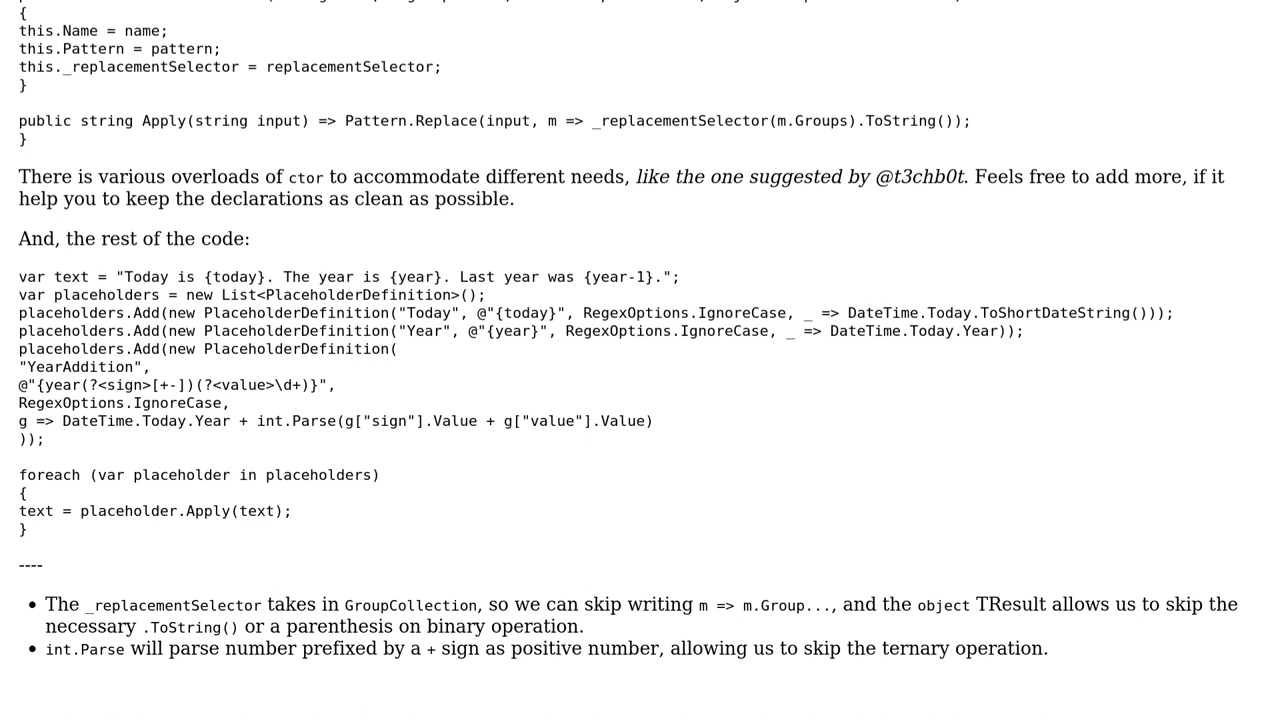 {
this.Name = name;
this.Pattern = pattern;
this._replacementSelector = replacementSelector;
}
public string Apply(string input) => Pattern.Replace(input, m => _replacementSelector(m.Groups).ToString());
}
There is various overloads of ctor to accommodate different needs, like the one suggested by @t3chb0t. Feels free to add more, if it
help you to keep the declarations as clean as possible.
And, the rest of the code:
var text = "Today is {today}. The year is {year}. Last year was {year-1}.";
var placeholders = new List<PlaceholderDefinition>();
placeholders.Add(new PlaceholderDefinition("Today", @"{today}", RegexOptions.IgnoreCase, _ => DateTime.Today.ToShortDateString()));
placeholders.Add(new PlaceholderDefinition("Year", @"{year}", RegexOptions.IgnoreCase, _ => DateTime.Today.Year));
placeholders.Add(new PlaceholderDefinition(
"YearAddition",
@"{year(?<sign>[+-])(?<value>\d+)}",
RegexOptions.IgnoreCase,
g => DateTime.Today.Year + int.Parse(g["sign"].Value + g["value"].Value)
));
foreach (var placeholder in placeholders)
{
text = placeholder.Apply(text);
}
----
• The _replacementSelector takes in GroupCollection, so we can skip writing m => m.Group..., and the object TResult allows us to skip the
necessary .ToString() or a parenthesis on binary operation.
• int.Parse will parse number prefixed by a + sign as positive number, allowing us to skip the ternary operation.